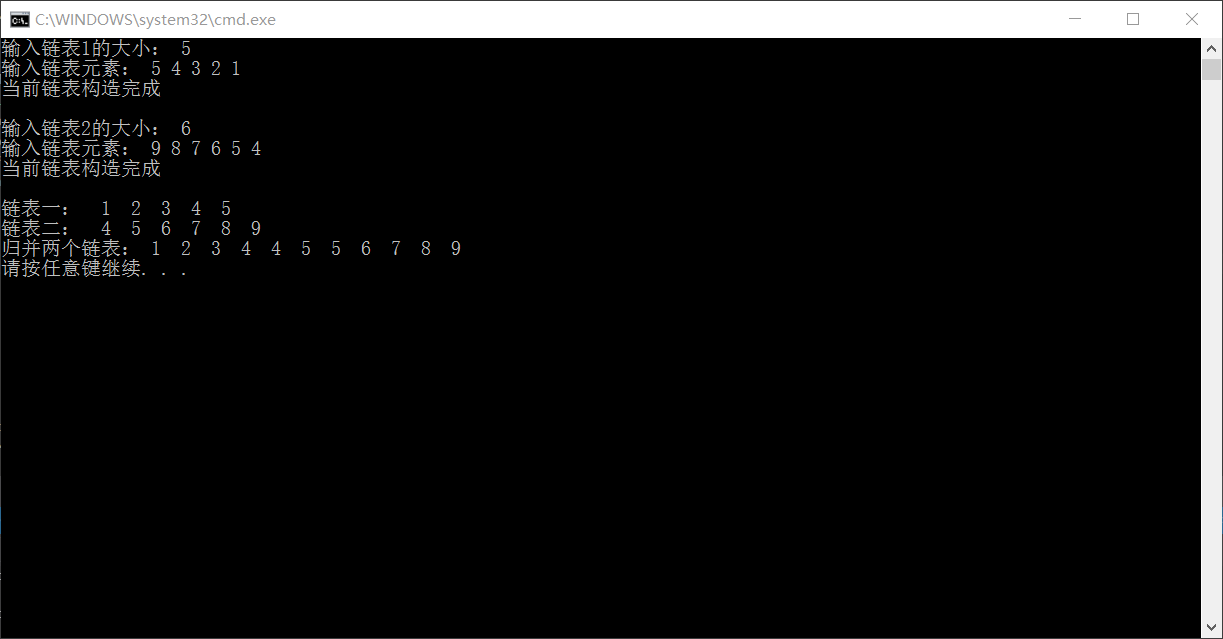 C:\WINDOWS\system32\cmd.exe
输入链表1的大小： 5
输入链表元素： 5 4 3 2 1
当前链表构造完成
输入链表2的大小： 6
输入链表元素： 9 8 7 6 5 4
当前链表构造完成
链表一：  1  2  3  4  5
链表二：  4  5  6  7  8  9
归并两个链表： 1  2  3  4  4  5  5  6  7  8  9
请按任意键继续. . .